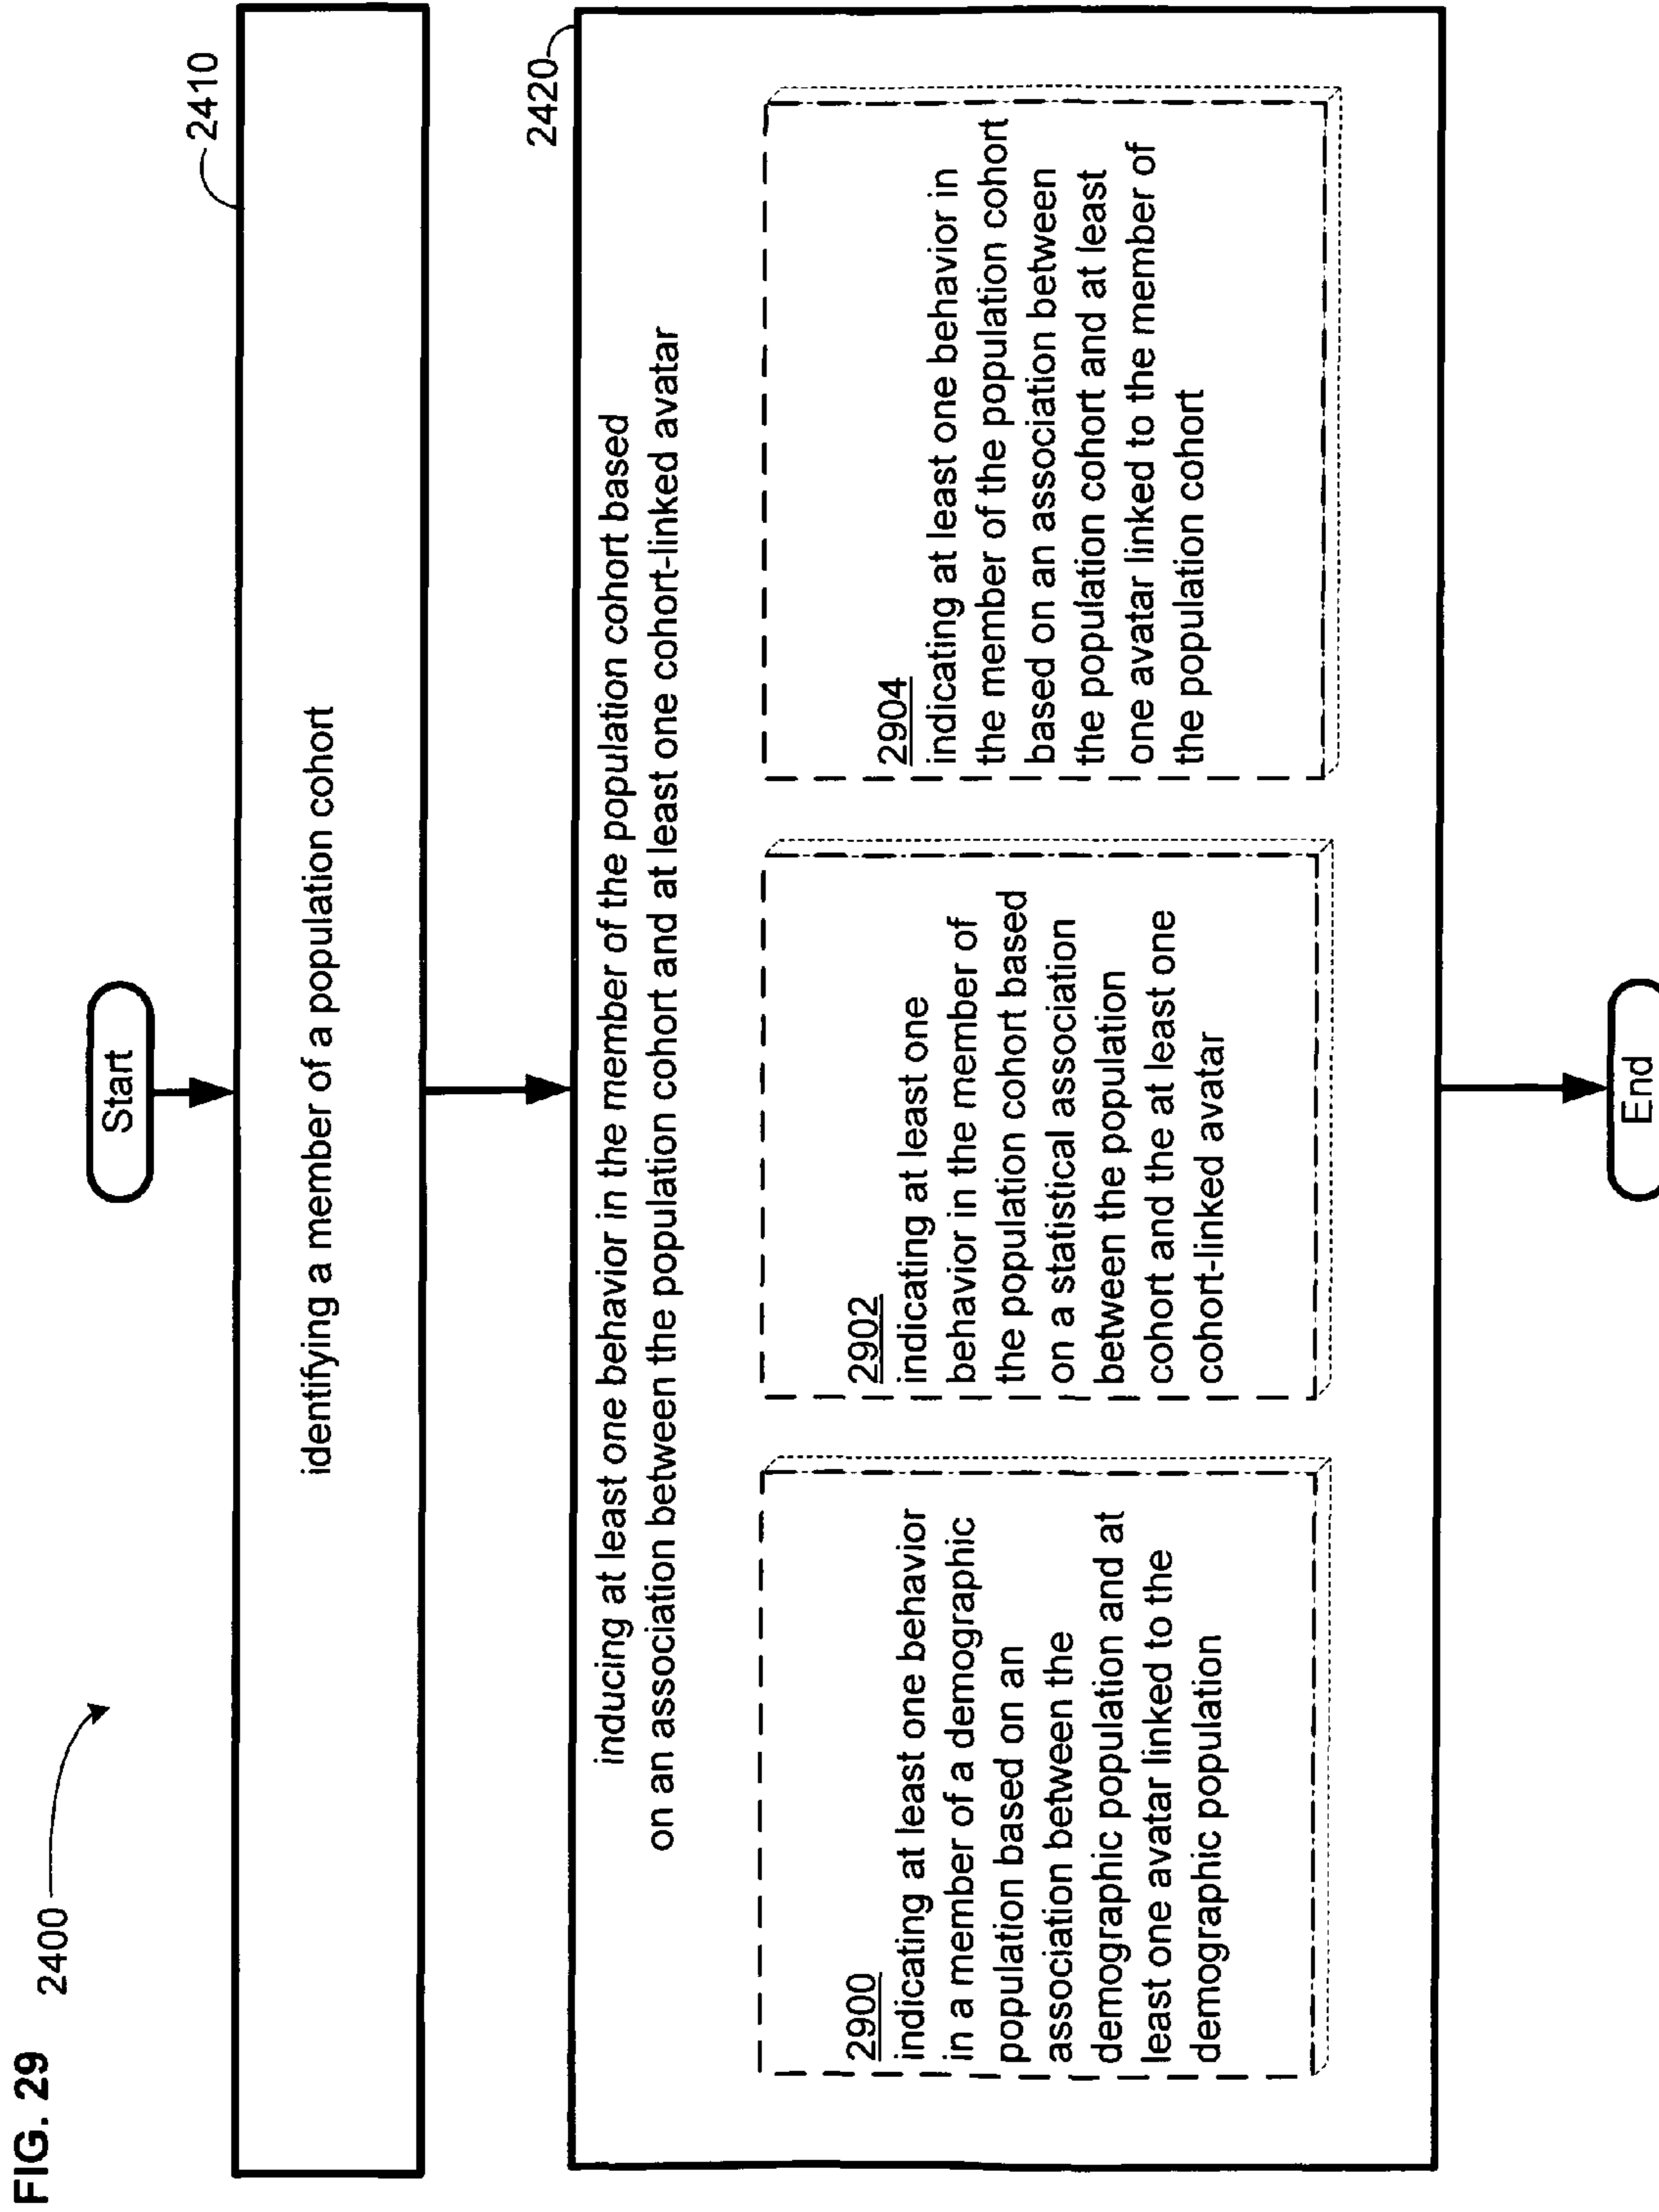 FIG. 29
2400
Start
2410
identifying a member of a population cohort
2420
inducing at least one behavior in the member of the population cohort based
on an association between the population cohort and at least one cohort-linked avatar
2900
indicating at least one behavior
in a member of a demographic
population based on an
association between the
demographic population and at
least one avatar linked to the
demographic population
2902
indicating at least one
behavior in the member of
the population cohort based
on a statistical association
between the population
cohort and the at least one
cohort-linked avatar
2904
indicating at least one behavior in
the member of the population cohort
based on an association between
the population cohort and at least
one avatar linked to the member of
the population cohort
End